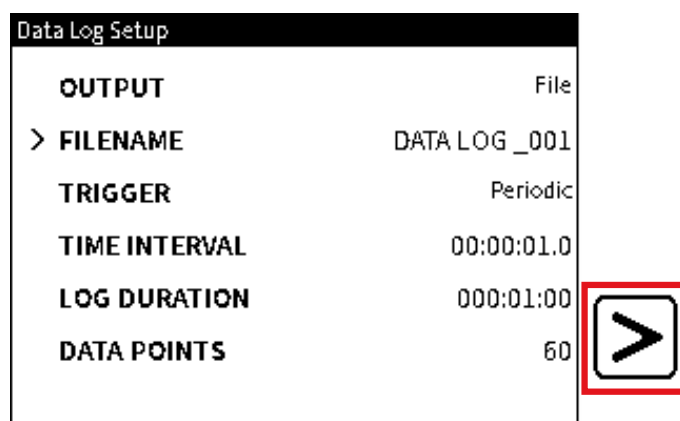 Data Log Setup
OUTPUT File
> FILENAME DATA LOG _001
TRIGGER Periodic
TIME INTERVAL 00:00:01.0
LOG DURATION 000:01:00
DATA POINTS 60
>